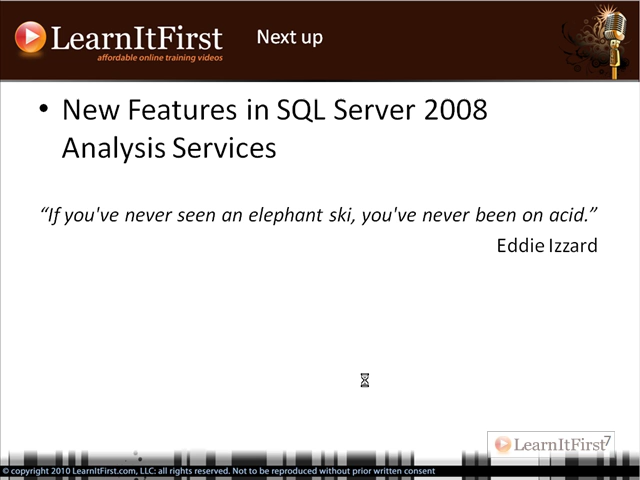 LearnItFirst
affordable online training videos
Next up
• New Features in SQL Server 2008
Analysis Services
“If you've never seen an elephant ski, you've never been on acid.”
Eddie Izzard
LearnItFirst
7
© copyright 2010 LearnItFirst.com, LLC: all rights reserved. Not to be reproduced without prior written consent